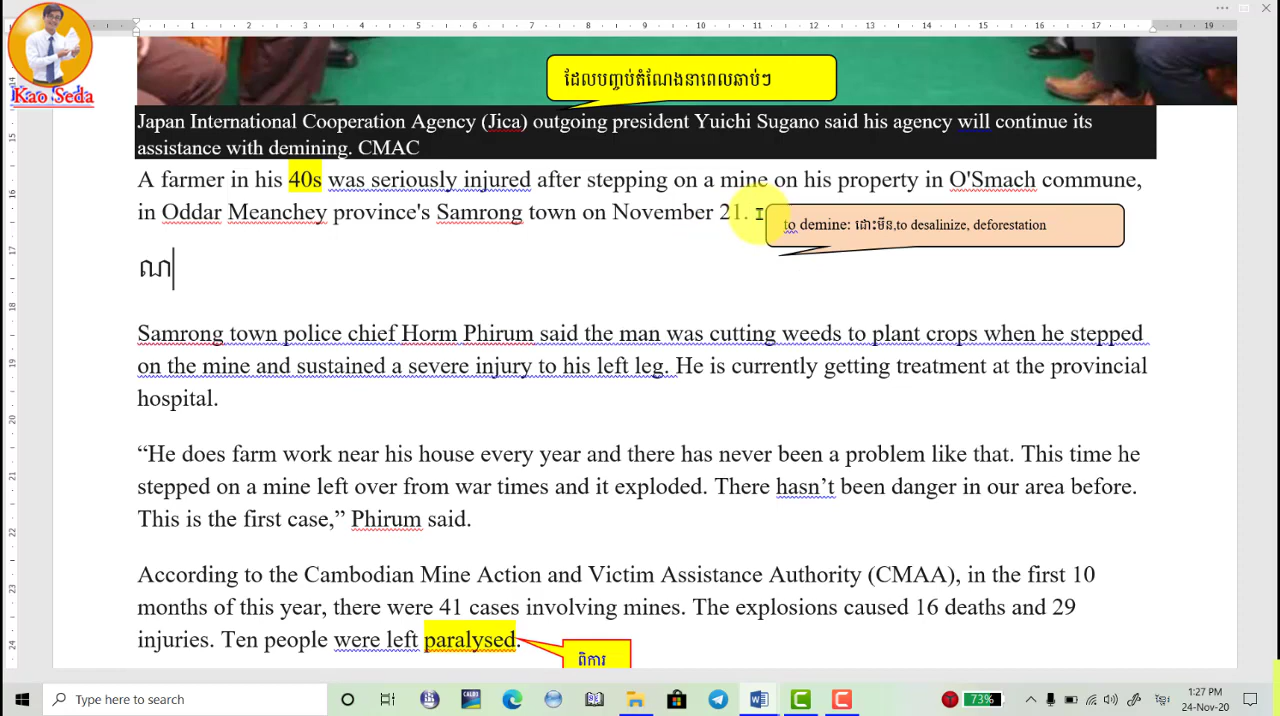 Kao Seda
ដែលបញ្ចប់តំណែងនាពេលឆាប់ៗ
Japan International Cooperation Agency (Jica) outgoing president Yuichi Sugano said his agency will continue its
assistance with demining. CMAC
A farmer in his 40s was seriously injured after stepping on a mine on his property in O'Smach commune,
in Oddar Meanchey province's Samrong town on November 21.
to demine: ដោះមីន,to desalinize, deforestation
ណ
Samrong town police chief Horm Phirum said the man was cutting weeds to plant crops when he stepped
on the mine and sustained a severe injury to his left leg. He is currently getting treatment at the provincial
hospital.
“He does farm work near his house every year and there has never been a problem like that. This time he
stepped on a mine left over from war times and it exploded. There hasn’t been danger in our area before.
This is the first case,” Phirum said.
According to the Cambodian Mine Action and Victim Assistance Authority (CMAA), in the first 10
months of this year, there were 41 cases involving mines. The explosions caused 16 deaths and 29
injuries. Ten people were left paralysed.
ពិការ
Type here to search
73%
1:27 PM
24-Nov-20